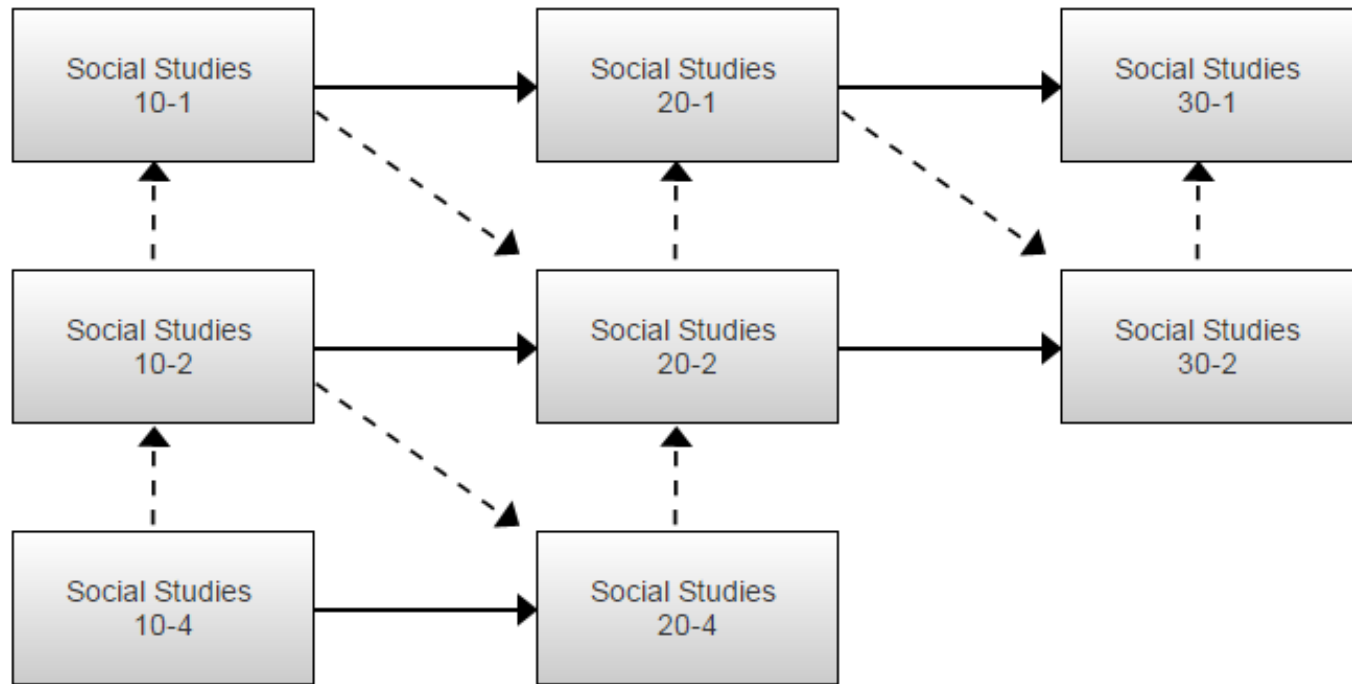 Social Studies
10-1
Social Studies
20-1
Social Studies
30-1
Social Studies
10-2
Social Studies
20-2
Social Studies
30-2
Social Studies
10-4
Social Studies
20-4